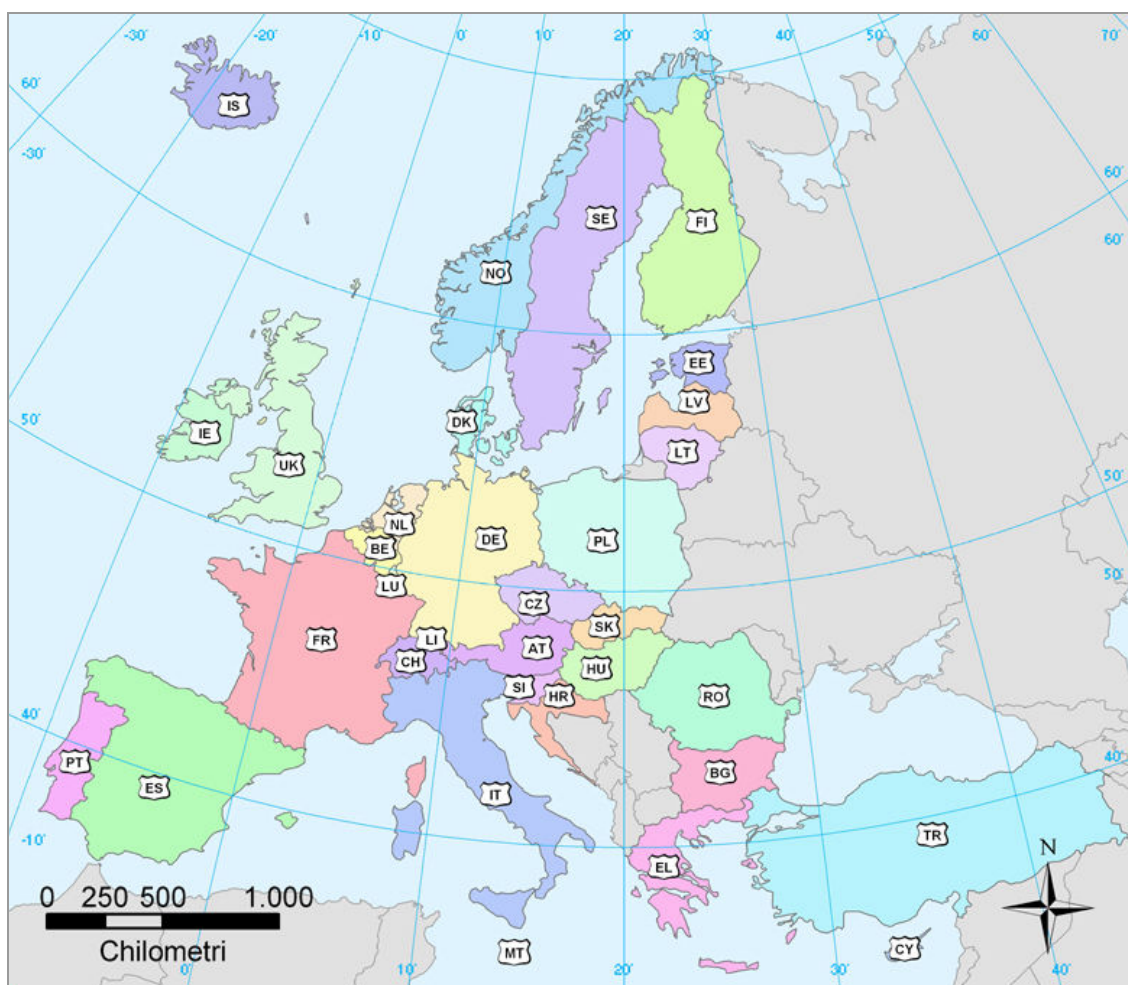 -30˚ -20˚ -10˚ 0˚ 10˚ 20˚ 30˚ 40˚ 50˚ 60˚ 70˚
60˚
IS
-30˚
60˚
SE
FI
60˚
NO
EE
LV
50˚
DK
IE
LT
UK
50˚
NL
DE
PL
BE
50˚
LU
CZ
SK
FR
LI
AT
CH
HU
SI
HR
RO
40˚
PT
BG
40˚
ES
IT
40˚
-10˚
TR
N
EL
0 250 500 1.000
Chilometri
MT
CY
0˚ 10˚ 20˚ 30˚ 40˚